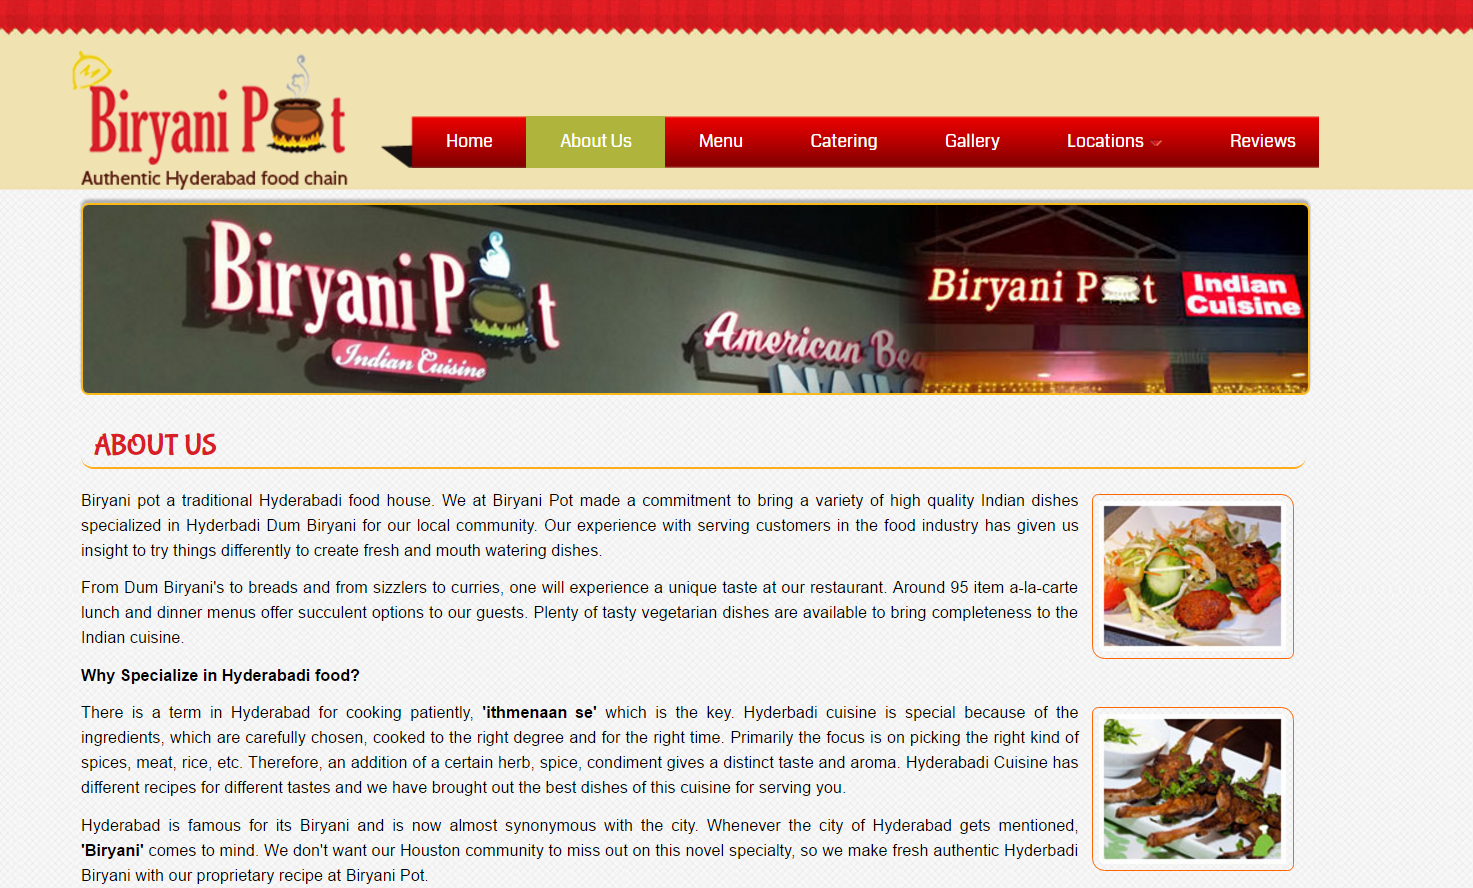 Biryani Pot
Authentic Hyderabad food chain
Home About Us Menu Catering Gallery Locations Reviews
Biryani Pot
Indian Cuisine
American Bea
NAILS
Biryani Pot
Indian
Cuisine
ABOUT US
Biryani pot a traditional Hyderabadi food house. We at Biryani Pot made a commitment to bring a variety of high quality Indian dishes
specialized in Hyderbadi Dum Biryani for our local community. Our experience with serving customers in the food industry has given us
insight to try things differently to create fresh and mouth watering dishes.
From Dum Biryani's to breads and from sizzlers to curries, one will experience a unique taste at our restaurant. Around 95 item a-la-carte
lunch and dinner menus offer succulent options to our guests. Plenty of tasty vegetarian dishes are available to bring completeness to the
Indian cuisine.
Why Specialize in Hyderabadi food?
There is a term in Hyderabad for cooking patiently, 'ithmenaan se' which is the key. Hyderbadi cuisine is special because of the
ingredients, which are carefully chosen, cooked to the right degree and for the right time. Primarily the focus is on picking the right kind of
spices, meat, rice, etc. Therefore, an addition of a certain herb, spice, condiment gives a distinct taste and aroma. Hyderabadi Cuisine has
different recipes for different tastes and we have brought out the best dishes of this cuisine for serving you.
Hyderabad is famous for its Biryani and is now almost synonymous with the city. Whenever the city of Hyderabad gets mentioned,
'Biryani' comes to mind. We don't want our Houston community to miss out on this novel specialty, so we make fresh authentic Hyderbadi
Biryani with our proprietary recipe at Biryani Pot.